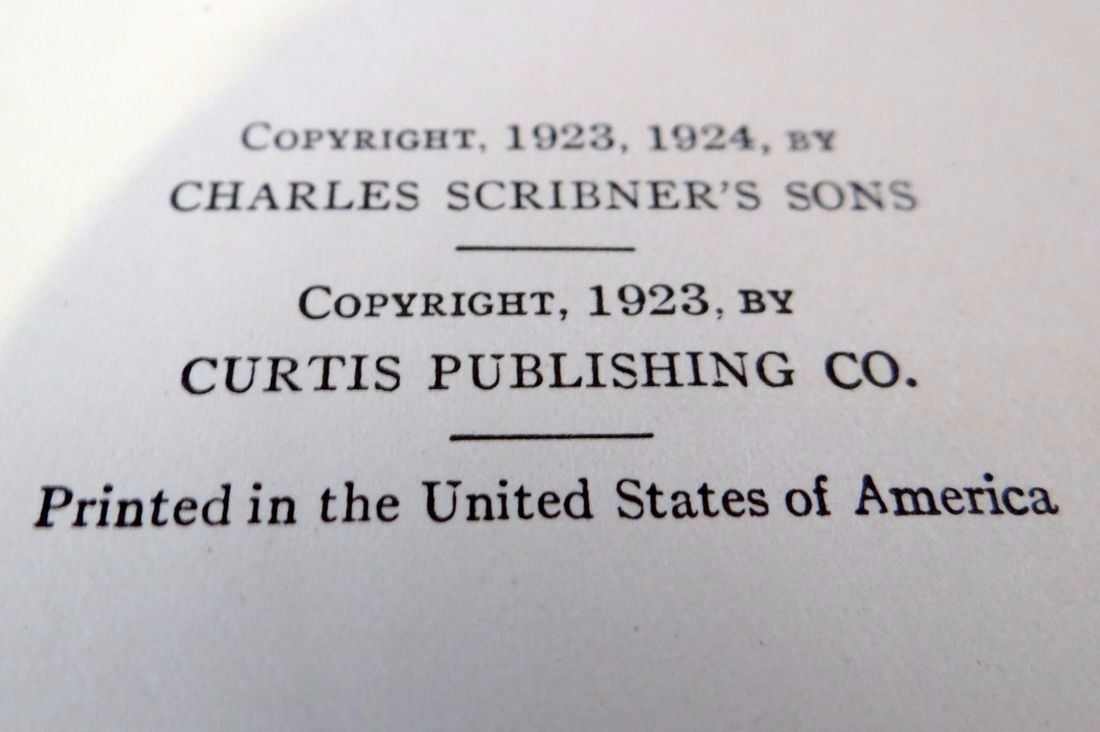 Copyright, 1923, 1924, by
CHARLES SCRIBNER'S SONS
Copyright, 1923, by
CURTIS PUBLISHING CO.
Printed in the United States of America